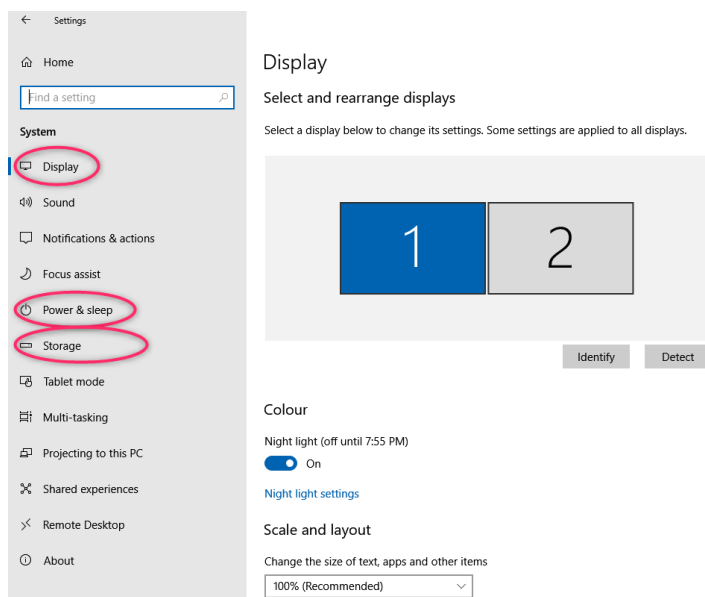 Settings
Home
Find a setting
System
Display
Sound
Notifications & actions
Focus assist
Power & sleep
Storage
Tablet mode
Multi-tasking
Projecting to this PC
Shared experiences
Remote Desktop
About
Display
Select and rearrange displays
Select a display below to change its settings. Some settings are applied to all displays.
1 2
Identify Detect
Colour
Night light (off until 7:55 PM)
On
Night light settings
Scale and layout
Change the size of text, apps and other items
100% (Recommended)